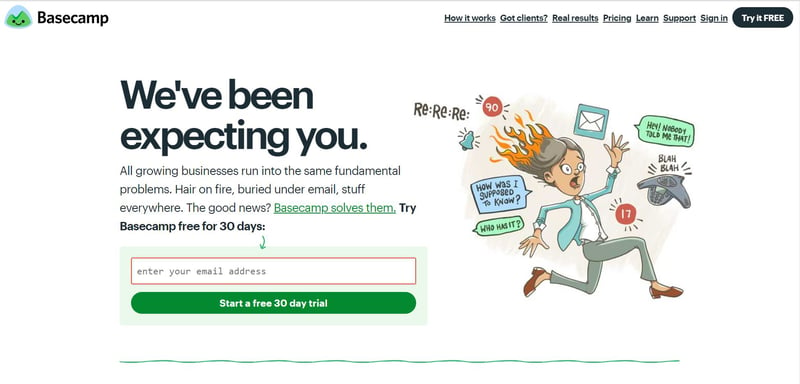 Basecamp
How it works Got clients? Real results Pricing Learn Support Sign in Try it FREE
We've been
expecting you.
All growing businesses run into the same fundamental
problems. Hair on fire, buried under email, stuff
everywhere. The good news? Basecamp solves them. Try
Basecamp free for 30 days:
enter your email address
Start a free 30 day trial
Re: Re: Re:
90
HEY! NOBODY
TOLD ME THAT!
BLAH
BLAH
HOW WAS I
SUPPOSED
TO KNOW?
17
WHO HAS IT?